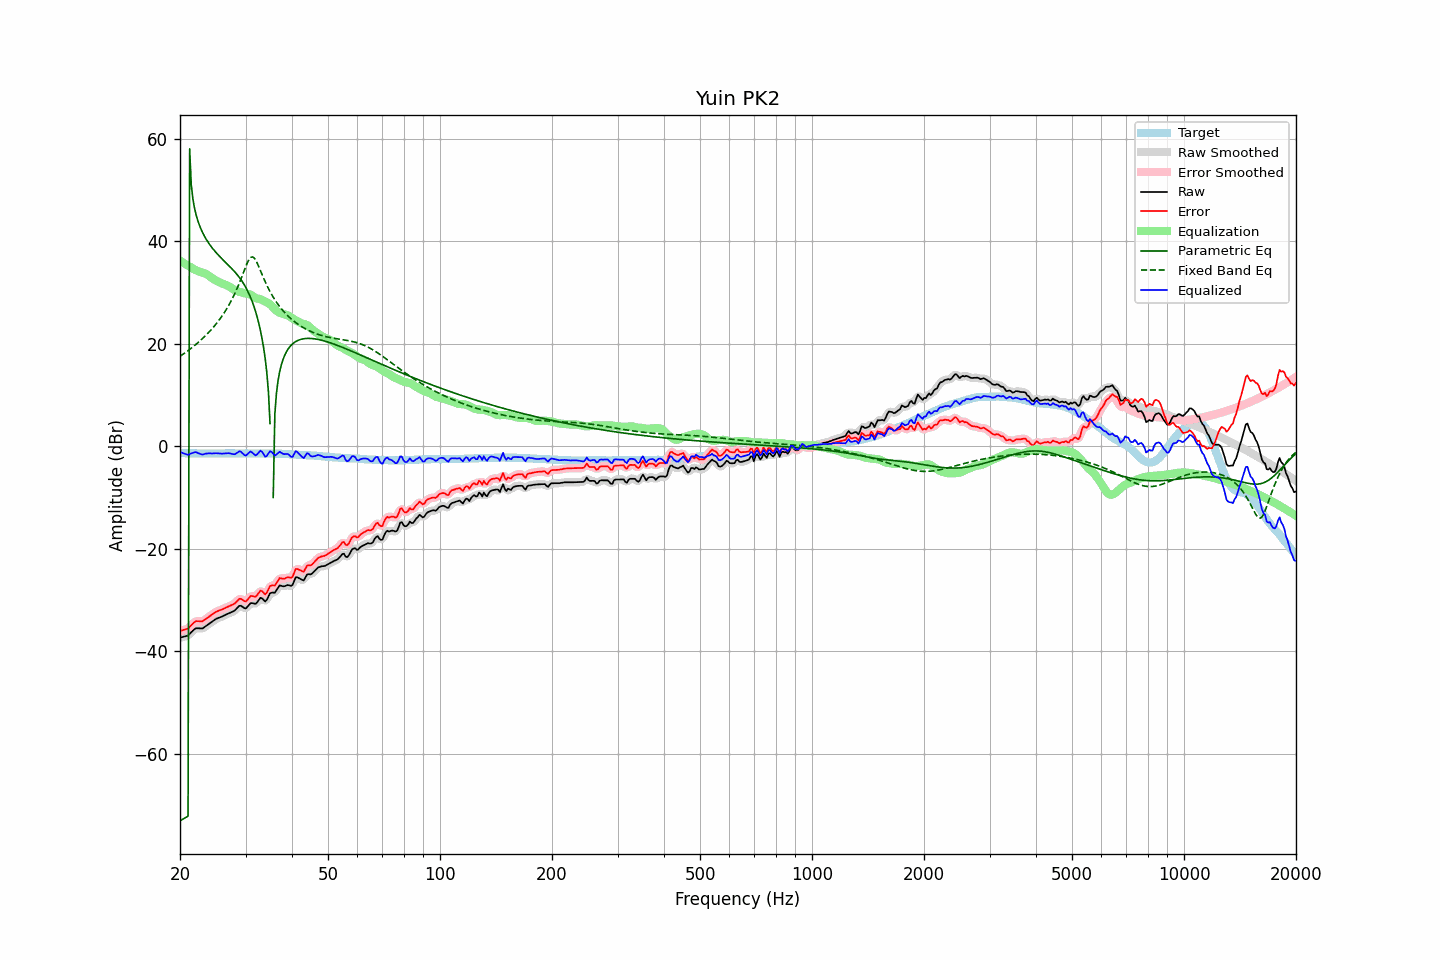 Yuin PK2
Target
Raw Smoothed
Error Smoothed
Raw
Error
Equalization
Parametric Eq
Fixed Band Eq
Equalized
60
40
20
0
−20
−40
−60
Amplitude (dBr)
20
50
100
200
500
1000
2000
5000
10000
20000
Frequency (Hz)